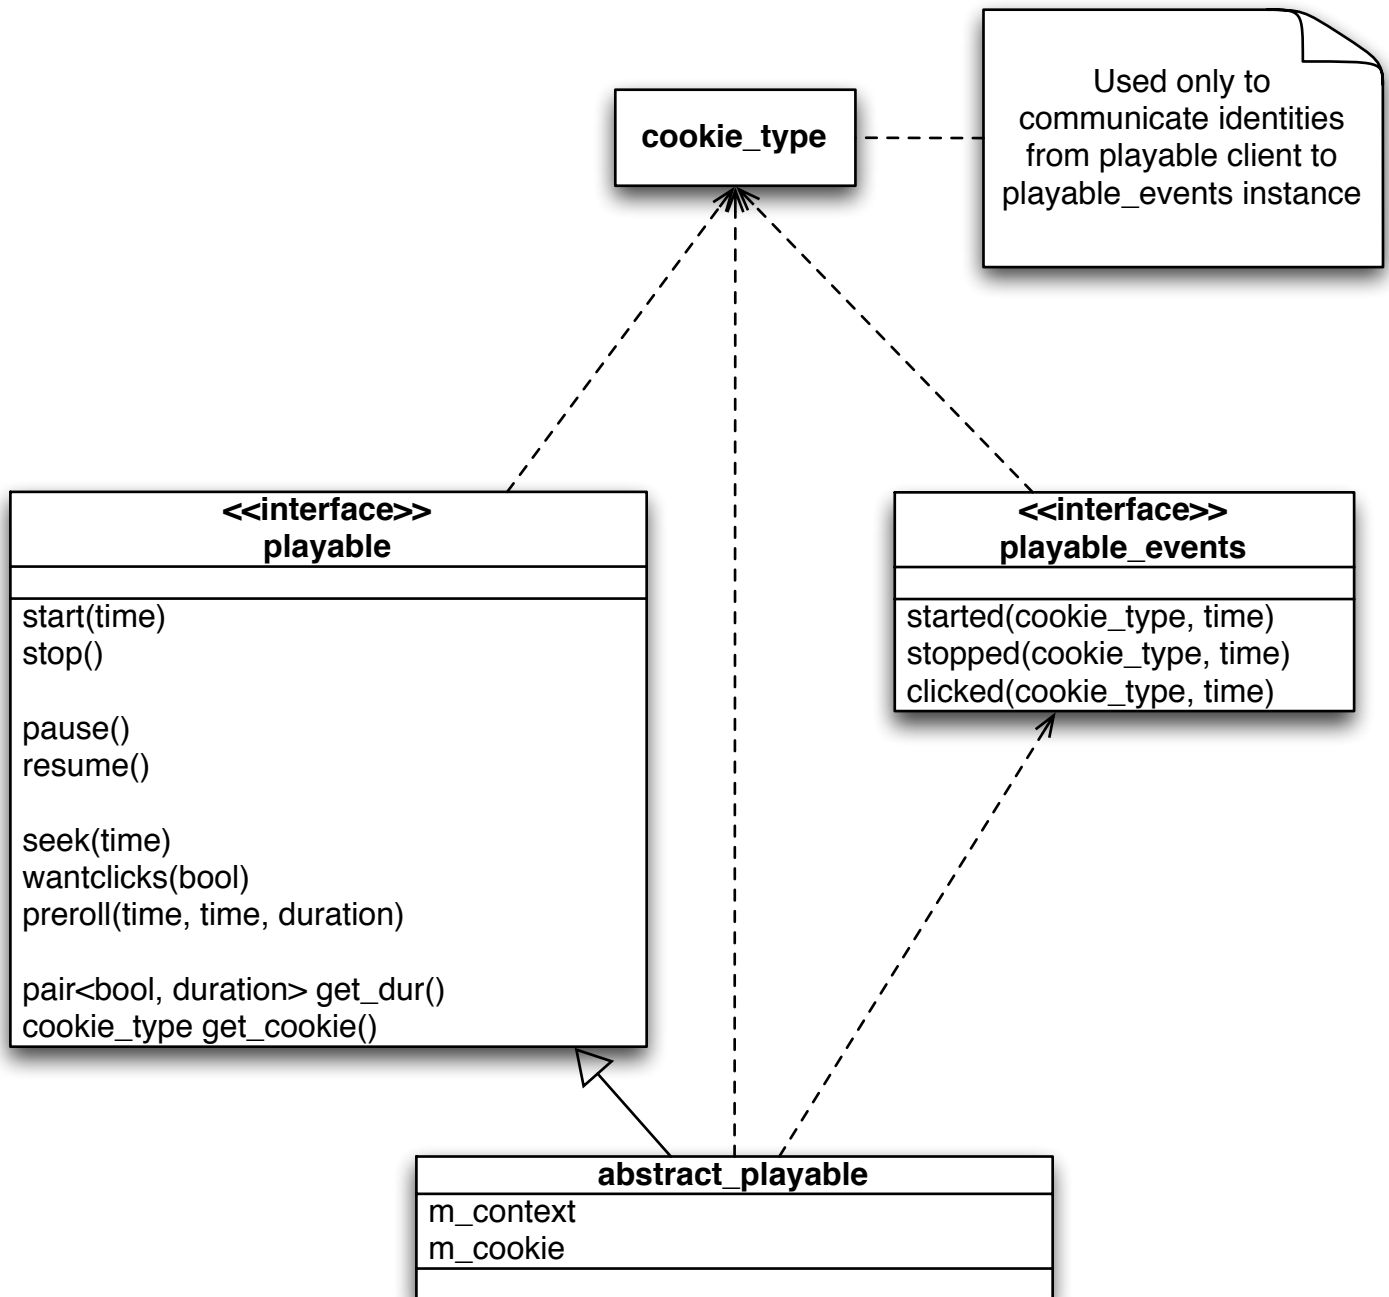 Used only to
communicate identities
from playable client to
playable_events instance
cookie_type
<<interface>>
playable
start(time)
stop()
pause()
resume()
seek(time)
wantclicks(bool)
preroll(time, time, duration)
pair<bool, duration> get_dur()
cookie_type get_cookie()
<<interface>>
playable_events
started(cookie_type, time)
stopped(cookie_type, time)
clicked(cookie_type, time)
abstract_playable
m_context
m_cookie